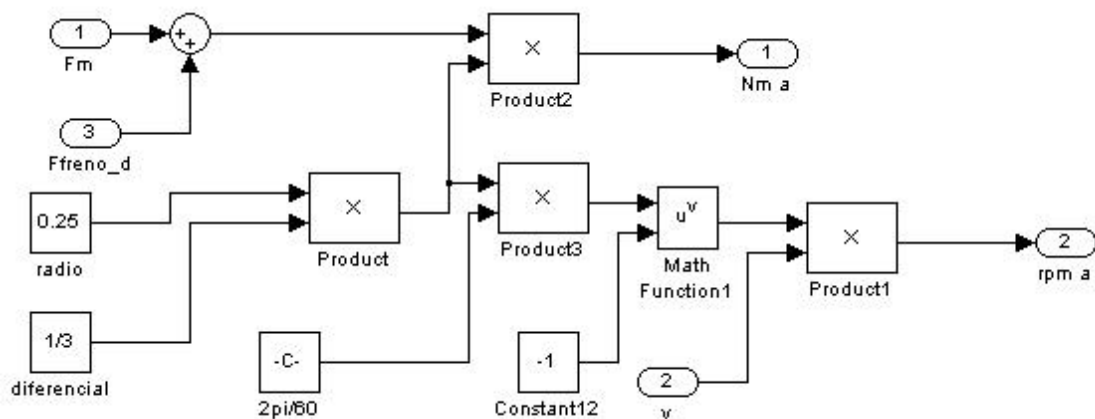 1
Fm
+
+
×
Product2
1
Nm a
3
Ffreno_d
0.25
radio
×
Product
×
Product3
u^v
Math
Function1
×
Product1
2
rpm a
1/3
diferencial
-C-
2pi/60
-1
Constant12
2
v